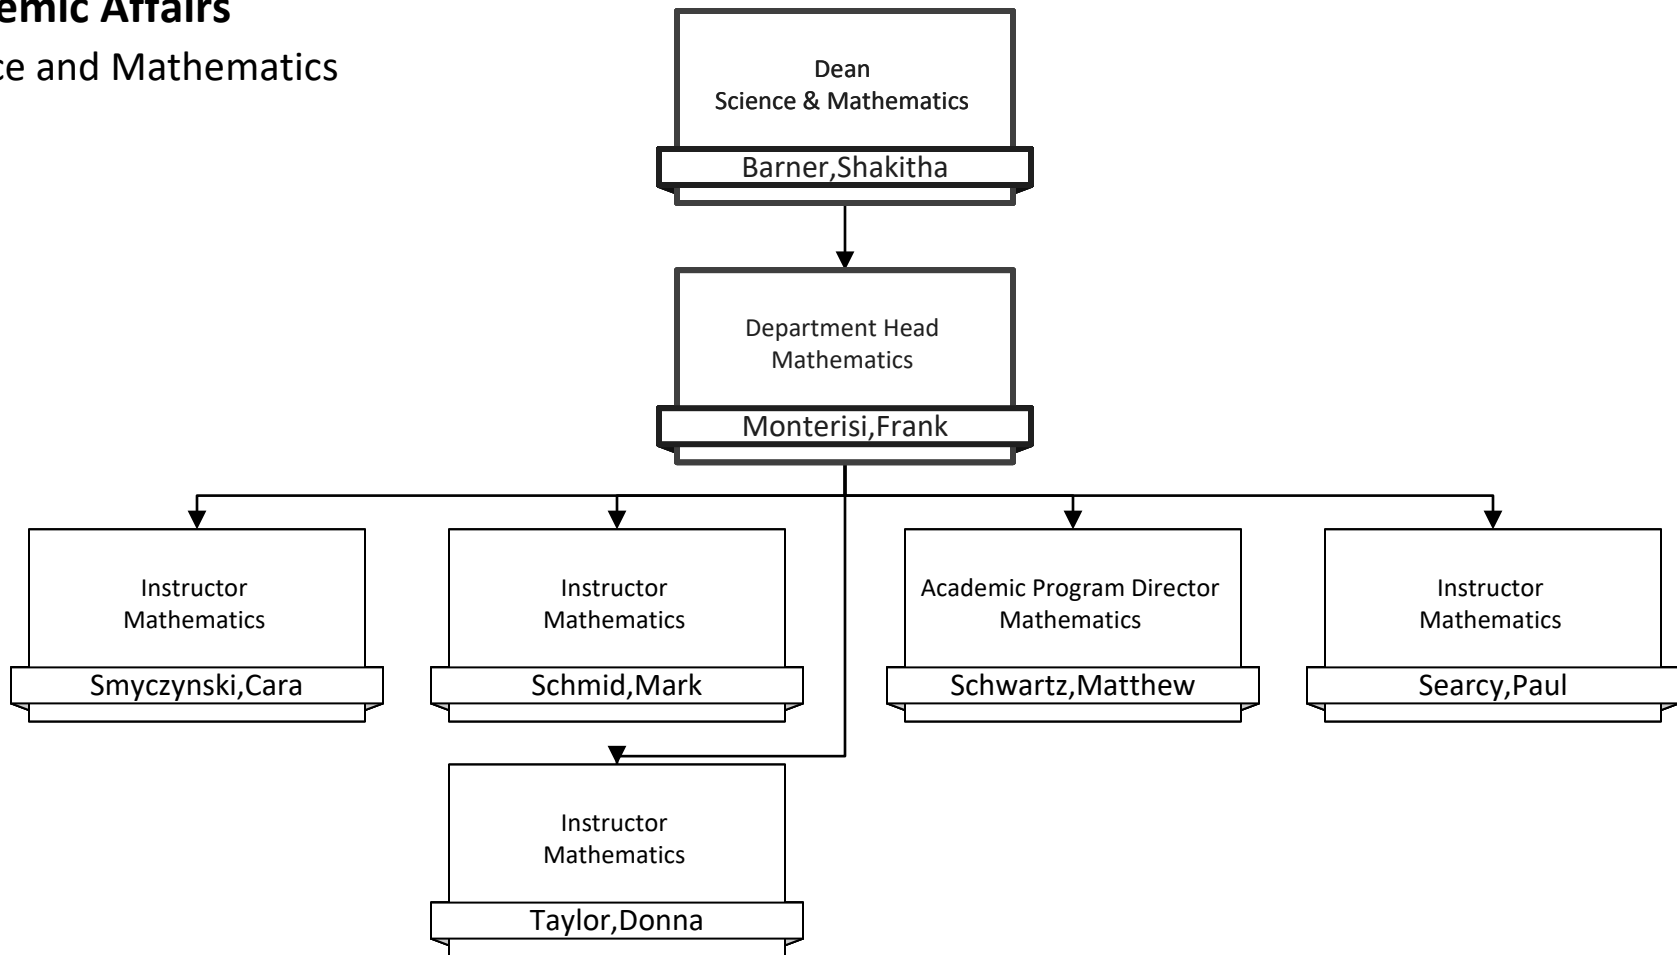 emic Affairs
ce and Mathematics
Dean
Science & Mathematics
Barner,Shakitha
Department Head
Mathematics
Monterisi,Frank
Instructor
Mathematics
Smyczynski,Cara
Instructor
Mathematics
Schmid,Mark
Academic Program Director
Mathematics
Schwartz,Matthew
Instructor
Mathematics
Searcy,Paul
Instructor
Mathematics
Taylor,Donna